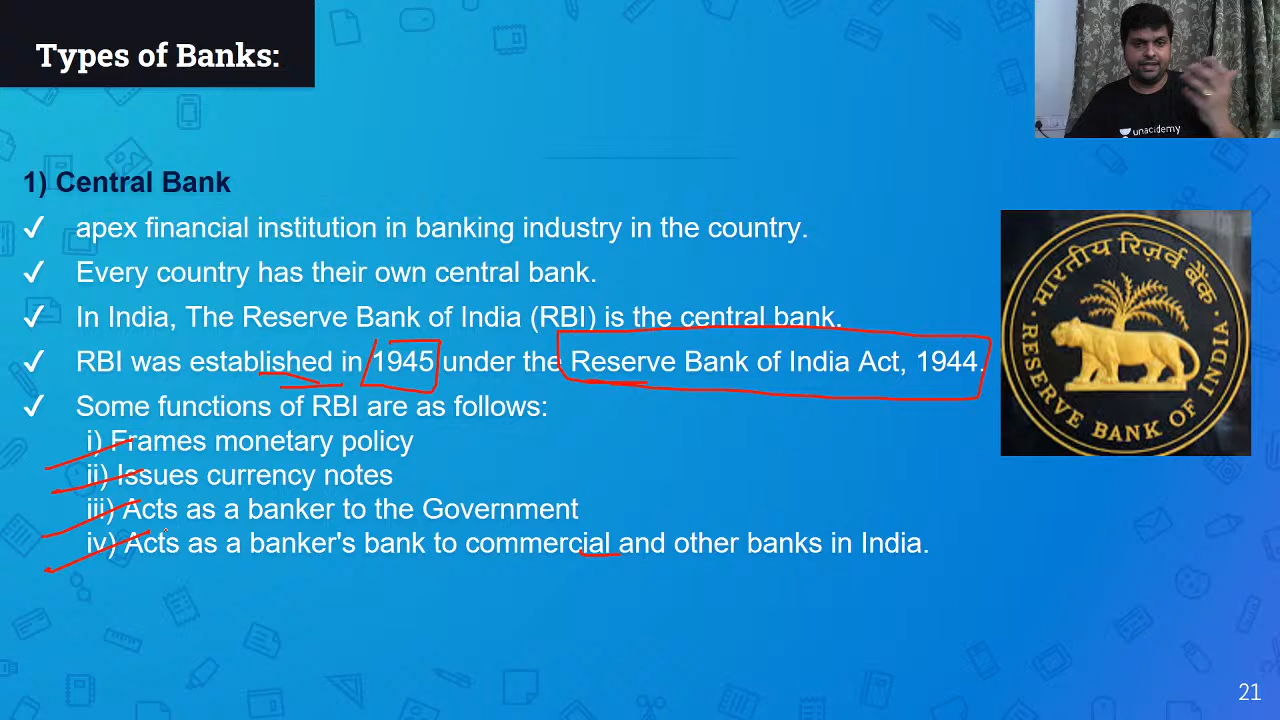 Types of Banks:
unacademy
1) Central Bank
✓ apex financial institution in banking industry in the country.
✓ Every country has their own central bank.
✓ In India, The Reserve Bank of India (RBI) is the central bank.
✓ RBI was established in 1945 under the Reserve Bank of India Act, 1944.
✓ Some functions of RBI are as follows:
i) Frames monetary policy
ii) Issues currency notes
iii) Acts as a banker to the Government
iv) Acts as a banker's bank to commercial and other banks in India.
भारतीय रिज़र्व बैंक
RESERVE BANK OF INDIA
21